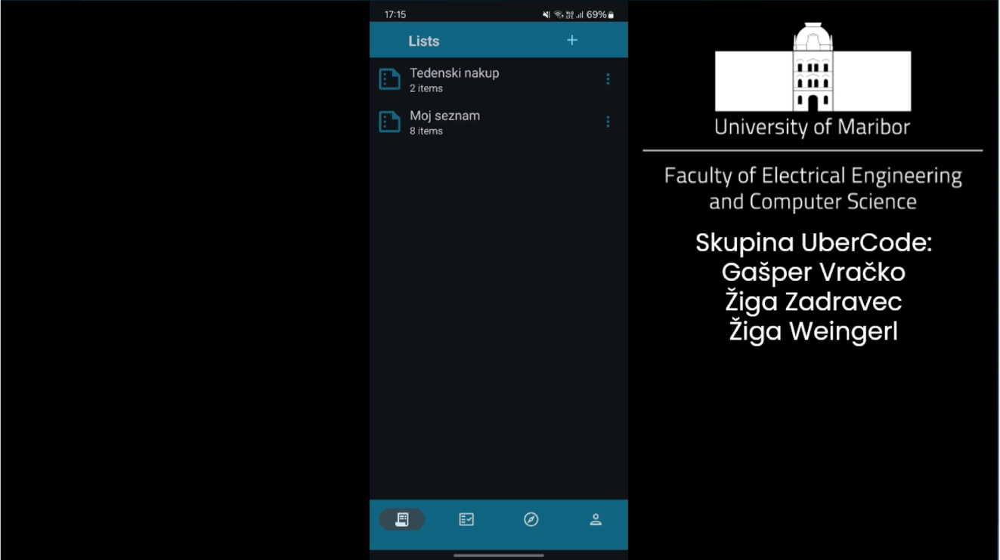 17:15
69%
Lists
+
Tedenski nakup
2 items
Moj seznam
8 items
University of Maribor
Faculty of Electrical Engineering
and Computer Science
Skupina UberCode:
Gašper Vračko
Žiga Zadravec
Žiga Weingerl